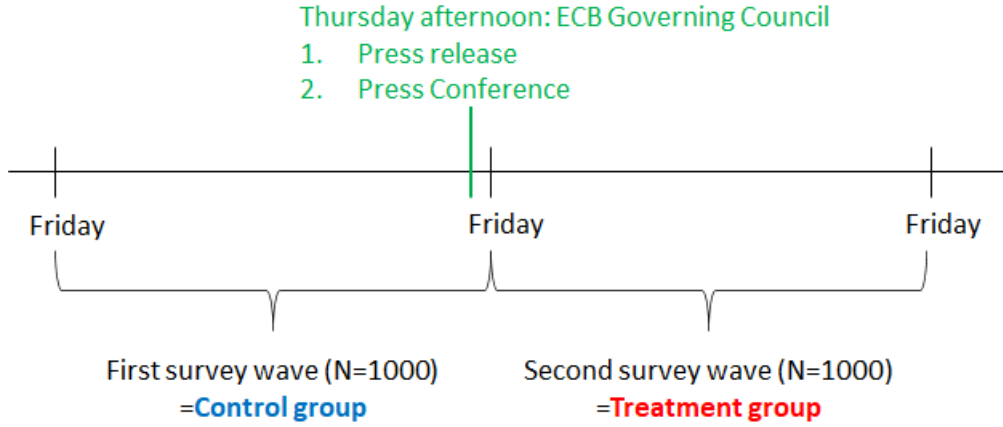 Thursday afternoon: ECB Governing Council
1. Press release
2. Press Conference
Friday
Friday
Friday
First survey wave (N=1000)
=Control group
Second survey wave (N=1000)
=Treatment group